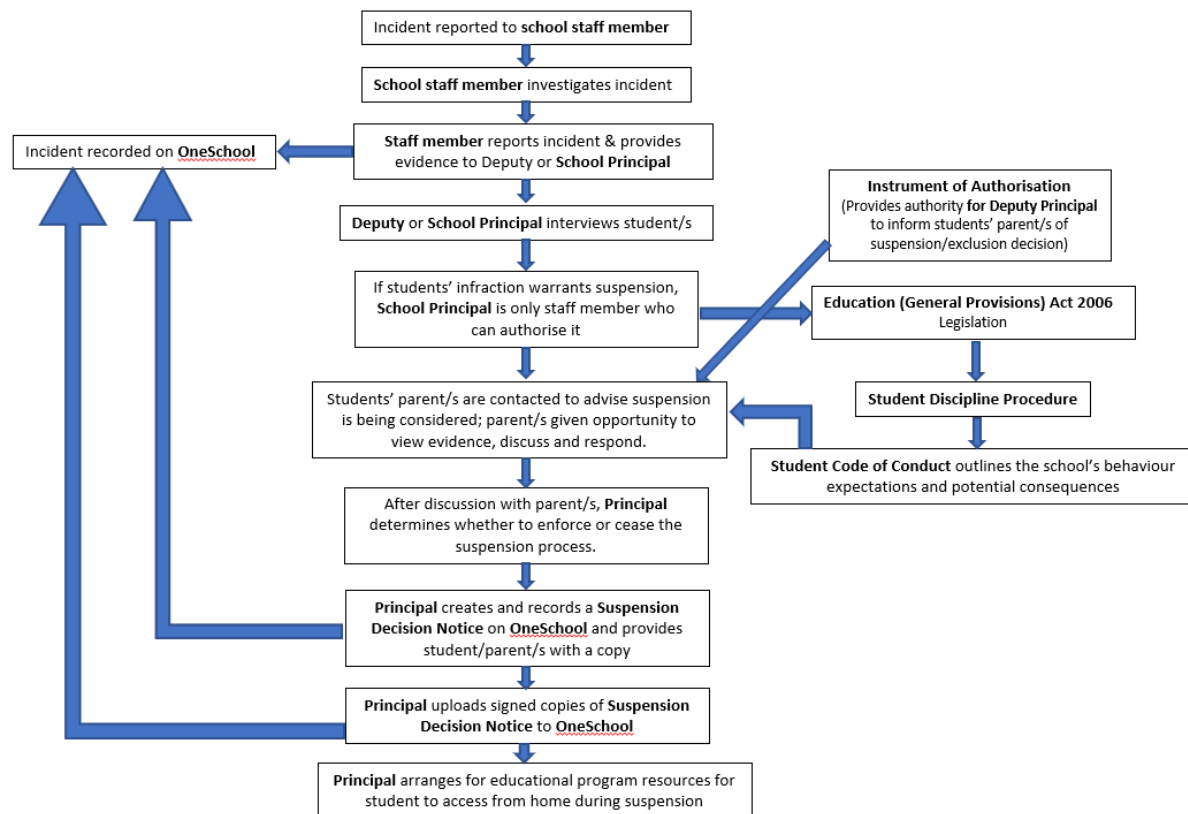 Incident reported to school staff member
School staff member investigates incident
Staff member reports incident & provides
evidence to Deputy or School Principal
Incident recorded on OneSchool
Instrument of Authorisation
(Provides authority for Deputy Principal
to inform students' parent/s of
suspension/exclusion decision)
Deputy or School Principal interviews student/s
If students' infraction warrants suspension,
School Principal is only staff member who
can authorise it
Education (General Provisions) Act 2006
Legislation
Students' parent/s are contacted to advise suspension
is being considered; parent/s given opportunity to
view evidence, discuss and respond.
Student Discipline Procedure
Student Code of Conduct outlines the school's behaviour
expectations and potential consequences
After discussion with parent/s, Principal
determines whether to enforce or cease the
suspension process.
Principal creates and records a Suspension
Decision Notice on OneSchool and provides
student/parent/s with a copy
Principal uploads signed copies of Suspension
Decision Notice to OneSchool
Principal arranges for educational program resources for
student to access from home during suspension